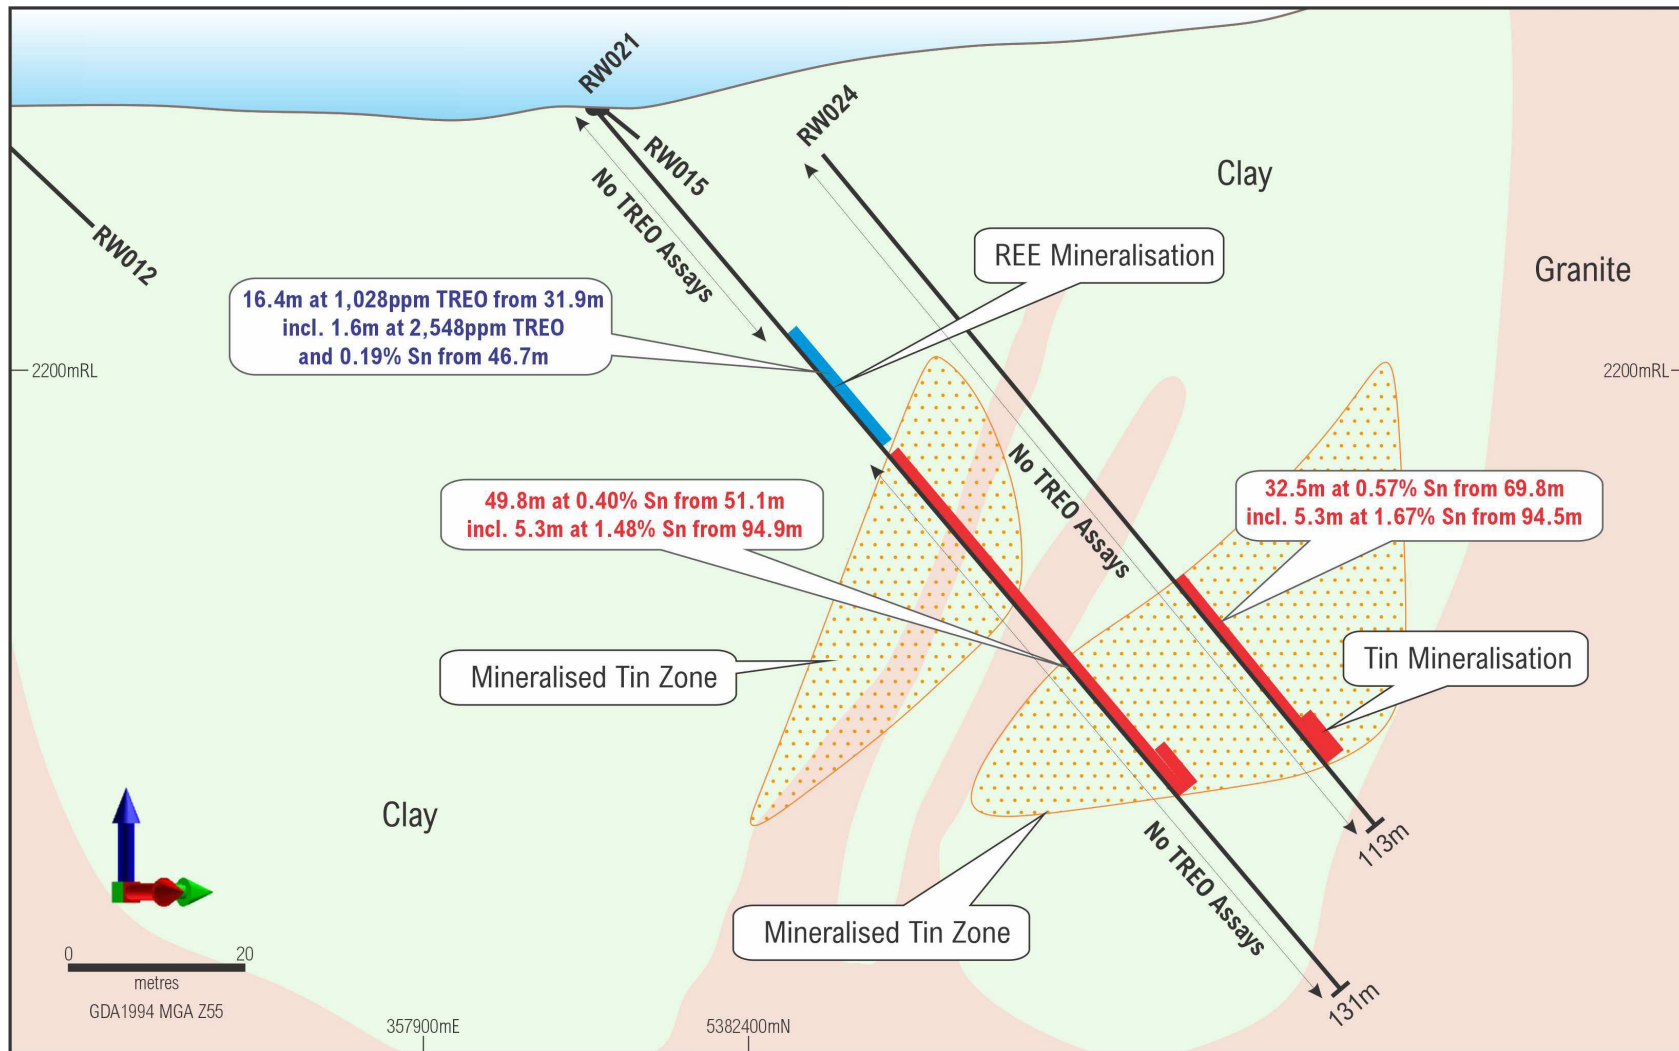 RW021
RW024
RW015
Clay
No TREO Assays
RW012
REE Mineralisation
Granite
16.4m at 1,028ppm TREO from 31.9m
incl. 1.6m at 2,548ppm TREO
and 0.19% Sn from 46.7m
2200mRL
2200mRL
No TREO Assays
49.8m at 0.40% Sn from 51.1m
incl. 5.3m at 1.48% Sn from 94.9m
32.5m at 0.57% Sn from 69.8m
incl. 5.3m at 1.67% Sn from 94.5m
Mineralised Tin Zone
Tin Mineralisation
Clay
113m
No TREO Assays
Mineralised Tin Zone
131m
0 20
metres
GDA1994 MGA Z55
357900mE
5382400mN